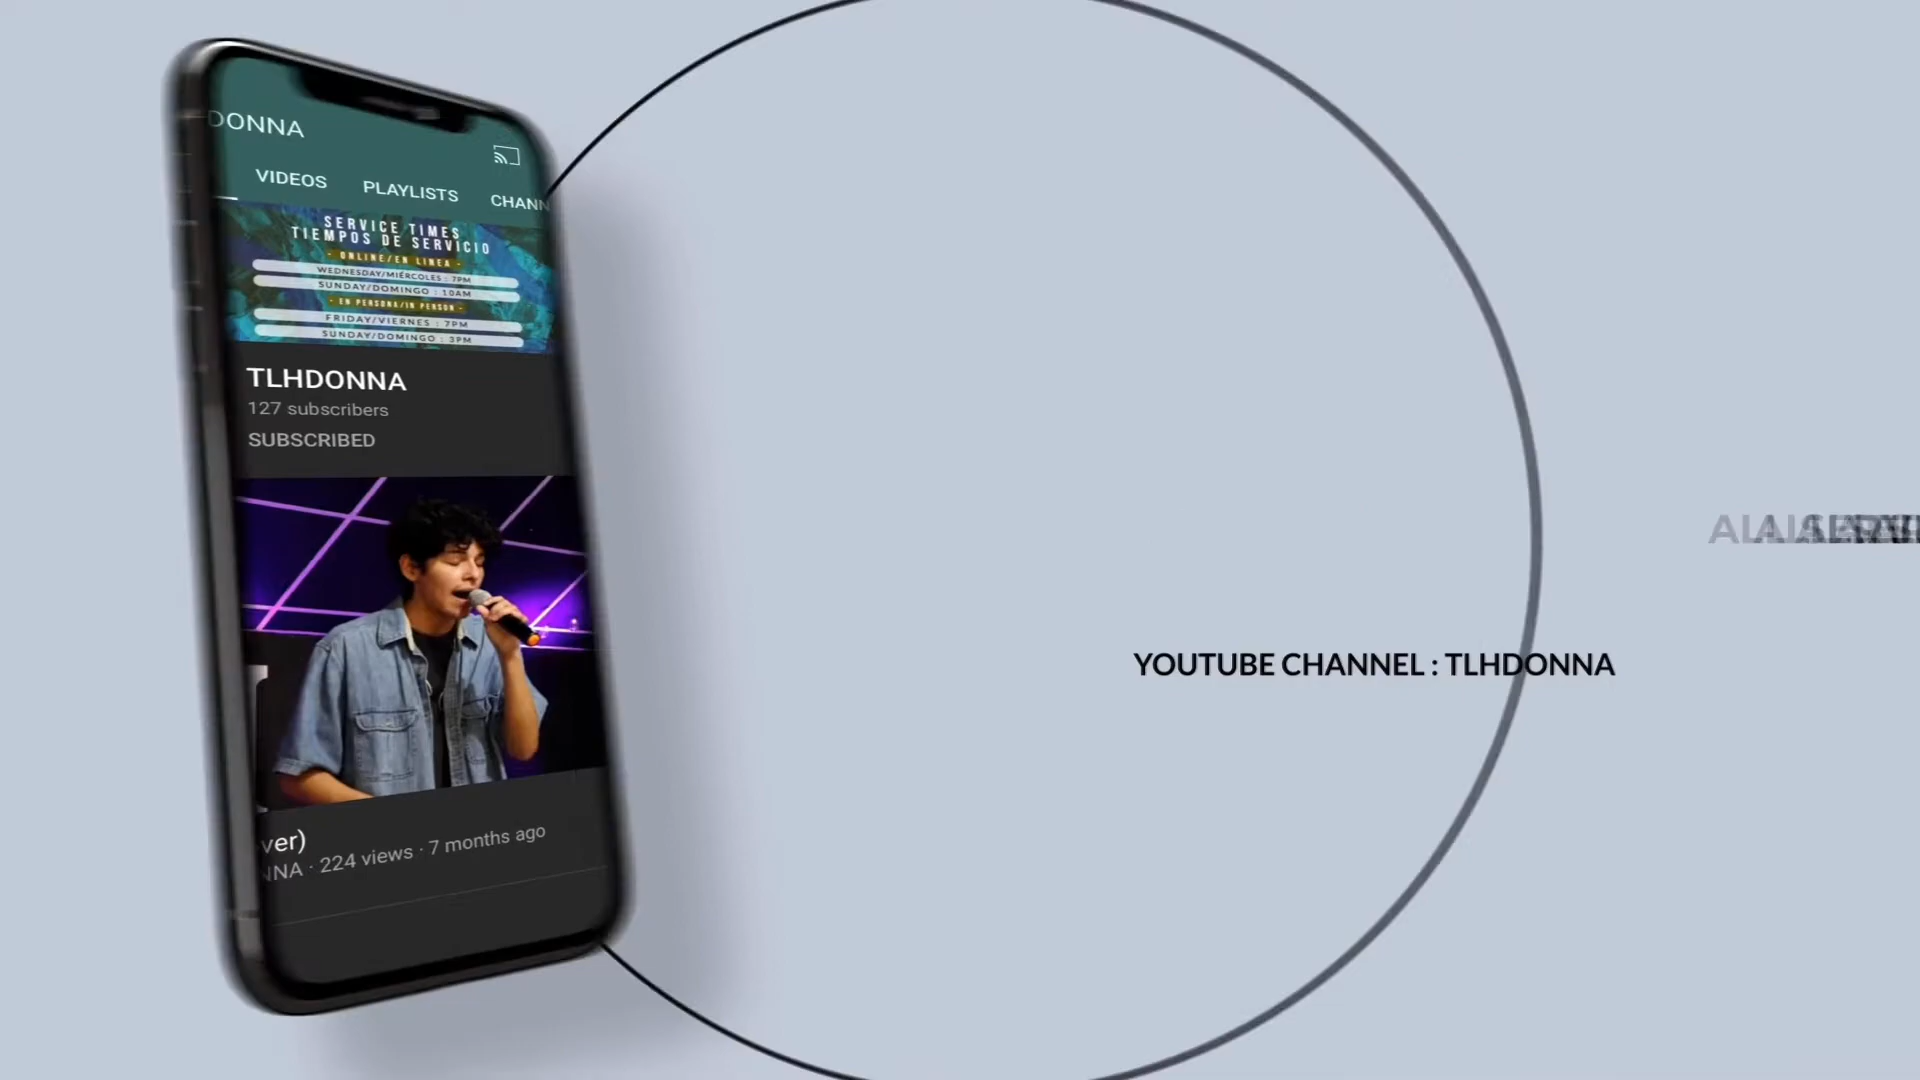 DONNA
VIDEOS PLAYLISTS CHANN
SERVICE TIMES
TIEMPOS DE SERVICIO
- ONLINE/EN LINEA -
WEDNESDAY/MIÉRCOLES : 7PM
SUNDAY/DOMINGO : 10AM
- EN PERSONA/IN PERSON -
FRIDAY/VIERNES : 7PM
SUNDAY/DOMINGO : 3PM
TLHDONNA
127 subscribers
SUBSCRIBED
ver)
NNA · 224 views · 7 months ago
YOUTUBE CHANNEL : TLHDONNA